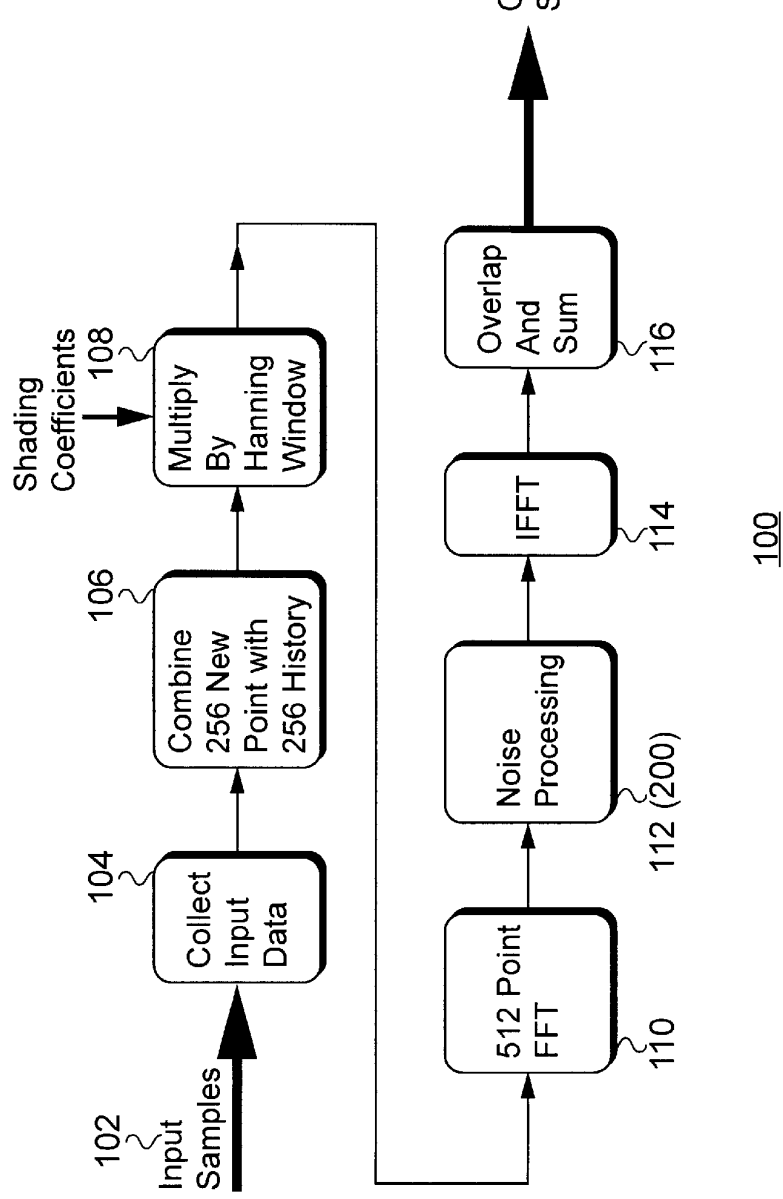 102
Input
Samples
104
Collect
Input
Data
106
Combine
256 New
Point with
256 History
Shading
Coefficients
108
Multiply
By
Hanning
Window
512 Point
FFT
110
Noise
Processing
112 (200)
IFFT
114
Overlap
And
Sum
116
100